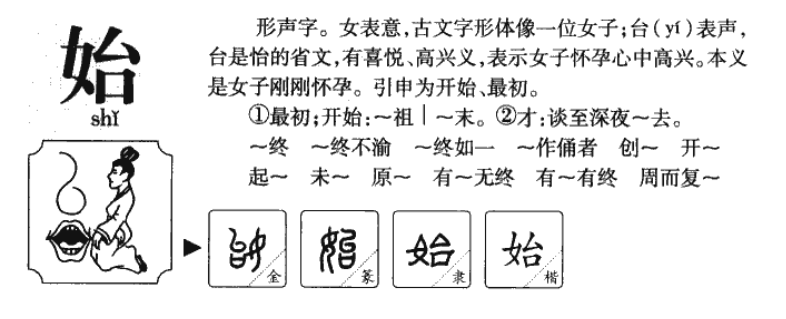 始
shǐ
形声字。女表意,古文字形体像一位女子;台(yí)表声,
台是怡的省文,有喜悦、高兴义,表示女子怀孕心中高兴。本义
是女子刚刚怀孕。引申为开始、最初。
①最初;开始:～祖｜～末。②才:谈至深夜～去。
～终 ～终不渝 ～终如一 ～作俑者 创～ 开～
起～ 未～ 原～ 有～无终 有～有终 周而复～
始 金
始 篆
始 隶
始 楷